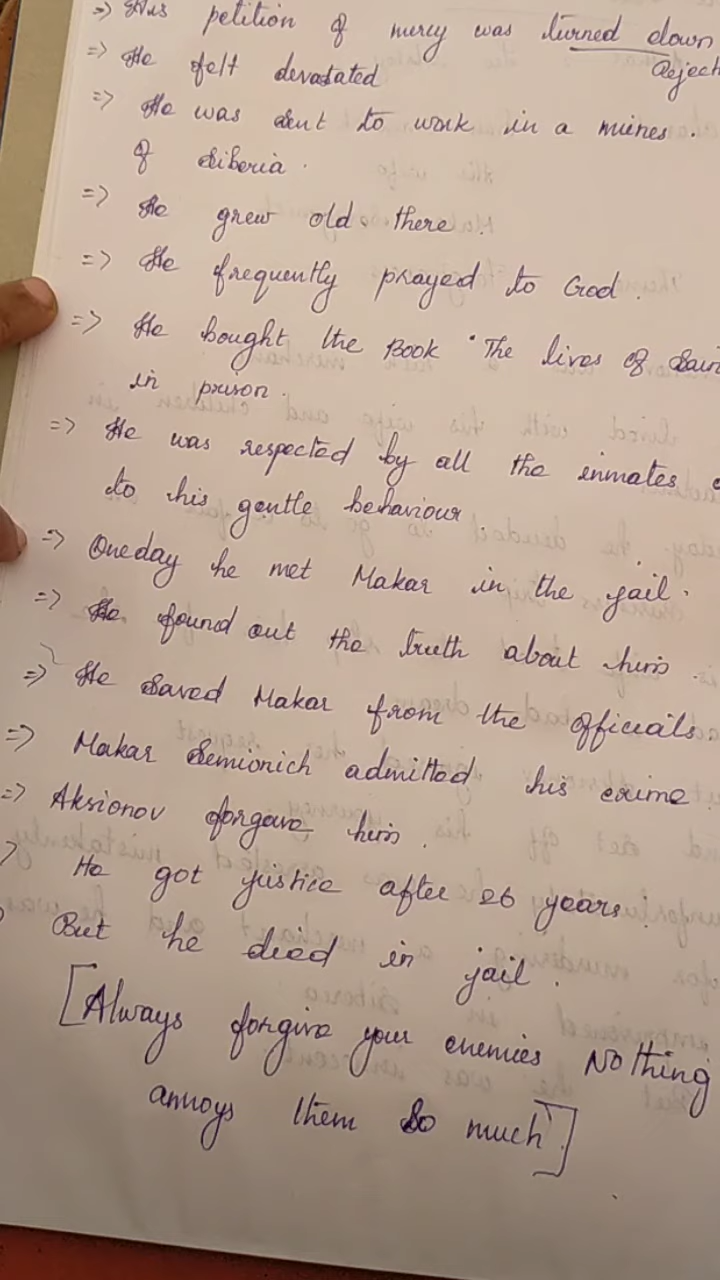 => His petition of mercy was turned down
Reject
=> He felt devastated
=> He was sent to work in a mines.
of Siberia.
=> He grew old there.
=> He frequently prayed to God.
=> He bought the Book "The lives of Sain
in prison.
=> He was respected by all the inmates
to his gentle behaviour.
=> One day he met Makar in the jail.
=> He found out the truth about him.
=> He saved Makar from the officials.
=> Makar Semionich admitted his crime.
=> Aksionov forgave him.
He got justice after 26 years.
But he died in jail.
[Always forgive your enemies Nothing
annoys them so much]